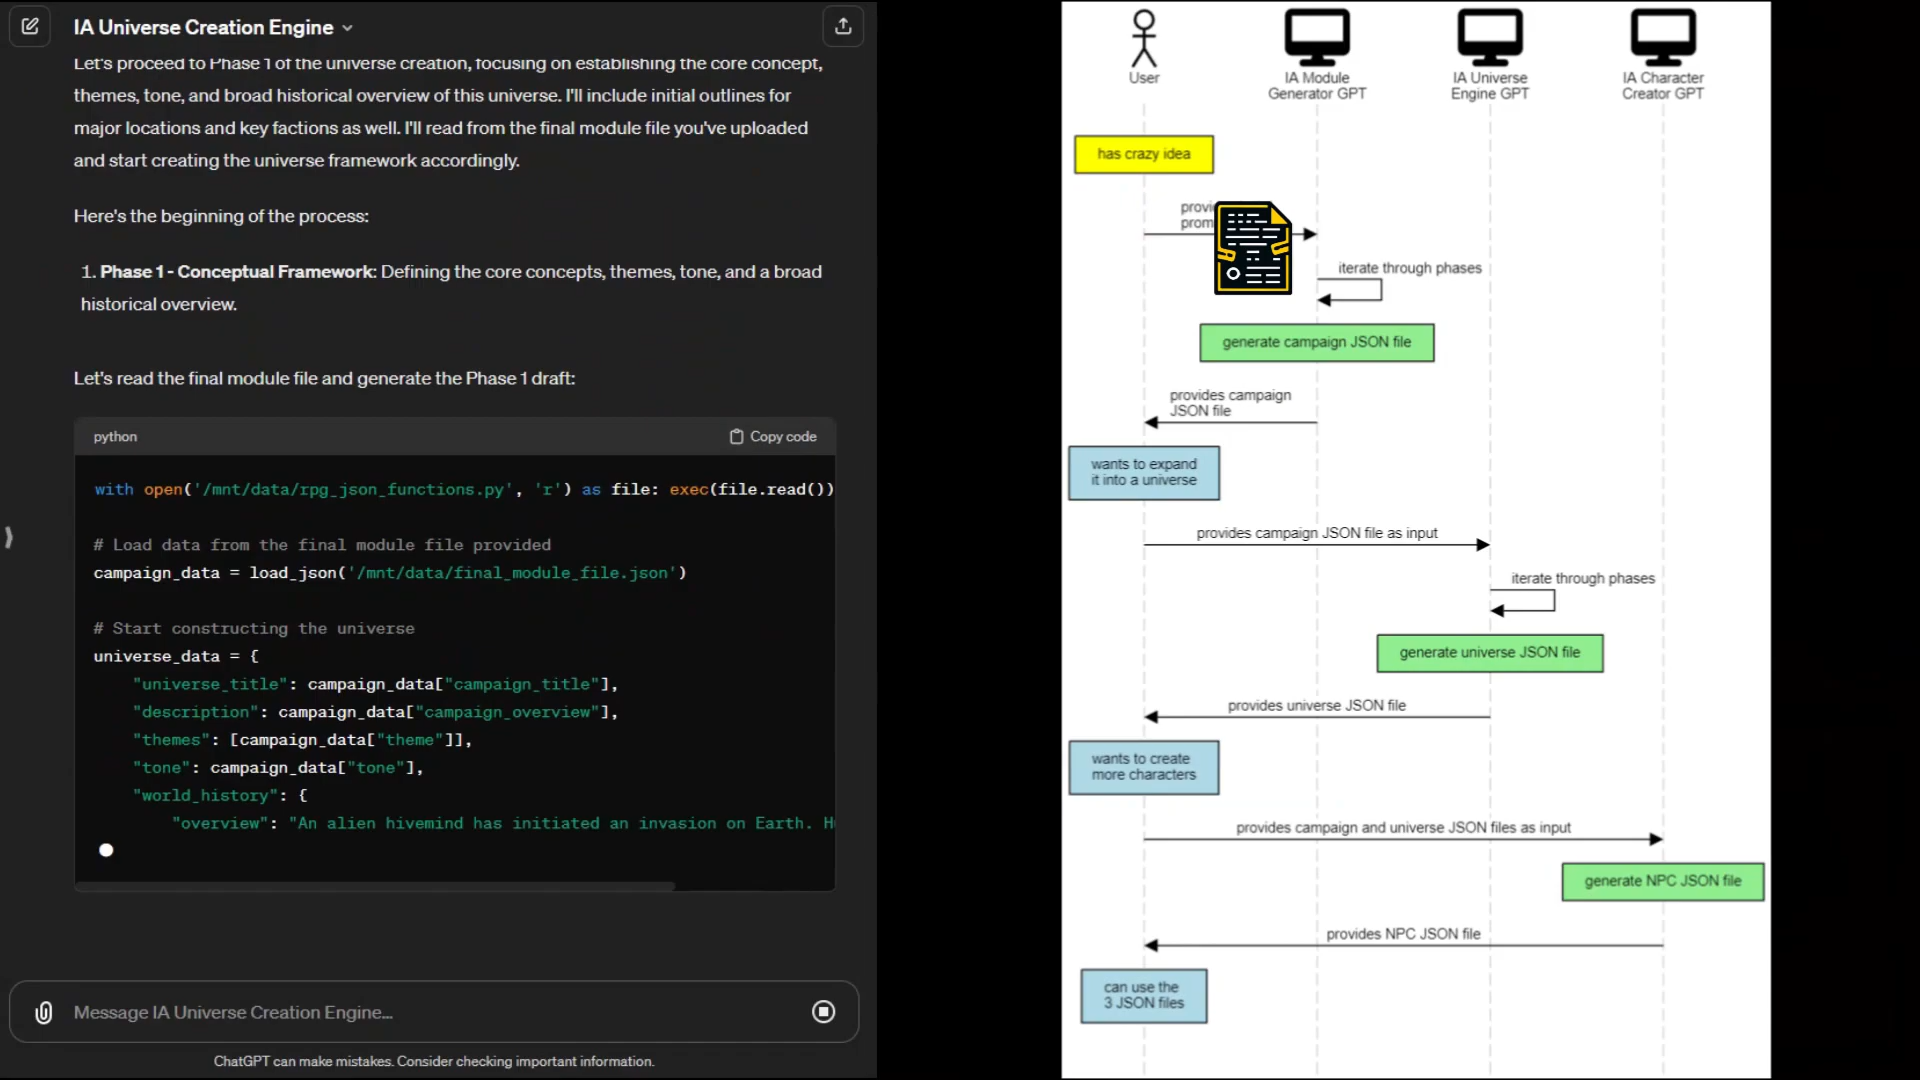 IA Universe Creation Engine
Let's proceed to Phase 1 of the universe creation, focusing on establishing the core concept,
themes, tone, and broad historical overview of this universe. I'll include initial outlines for
major locations and key factions as well. I'll read from the final module file you've uploaded
and start creating the universe framework accordingly.
Here's the beginning of the process:
1. Phase 1 - Conceptual Framework: Defining the core concepts, themes, tone, and a broad
historical overview.
Let's read the final module file and generate the Phase 1 draft:
python
Copy code
with open('/mnt/data/rpg_json_functions.py', 'r') as file: exec(file.read())
# Load data from the final module file provided
campaign_data = load_json('/mnt/data/final_module_file.json')
# Start constructing the universe
universe_data = {
"universe_title": campaign_data["campaign_title"],
"description": campaign_data["campaign_overview"],
"themes": [campaign_data["theme"]],
"tone": campaign_data["tone"],
"world_history": {
"overview": "An alien hivemind has initiated an invasion on Earth.
Message IA Universe Creation Engine...
ChatGPT can make mistakes. Consider checking important information.
User
IA Module
Generator GPT
IA Universe
Engine GPT
IA Character
Creator GPT
has crazy idea
iterate through phases
generate campaign JSON file
provides campaign
JSON file
wants to expand
it into a universe
provides campaign JSON file as input
iterate through phases
generate universe JSON file
provides universe JSON file
wants to create
more characters
provides campaign and universe JSON files as input
generate NPC JSON file
provides NPC JSON file
can use the
3 JSON files